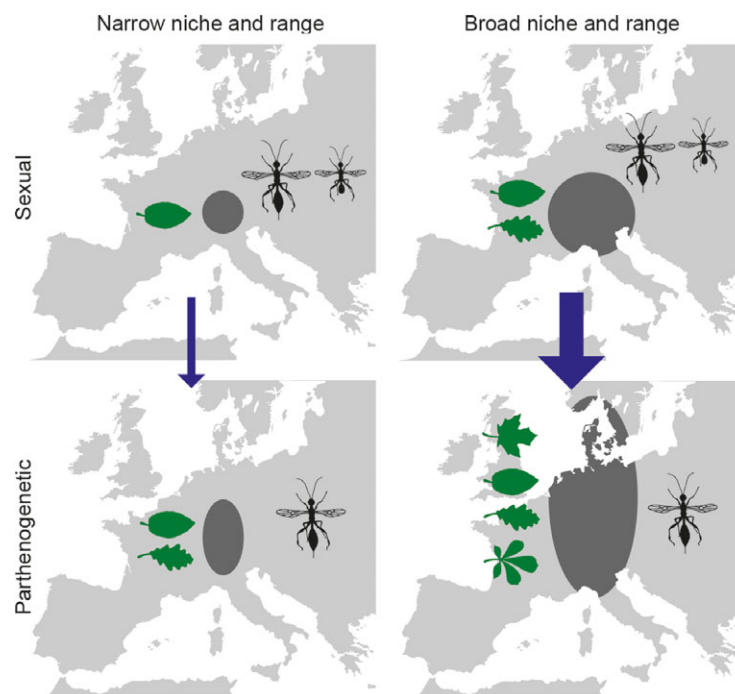 Narrow niche and range
Broad niche and range
Sexual
Parthenogenetic